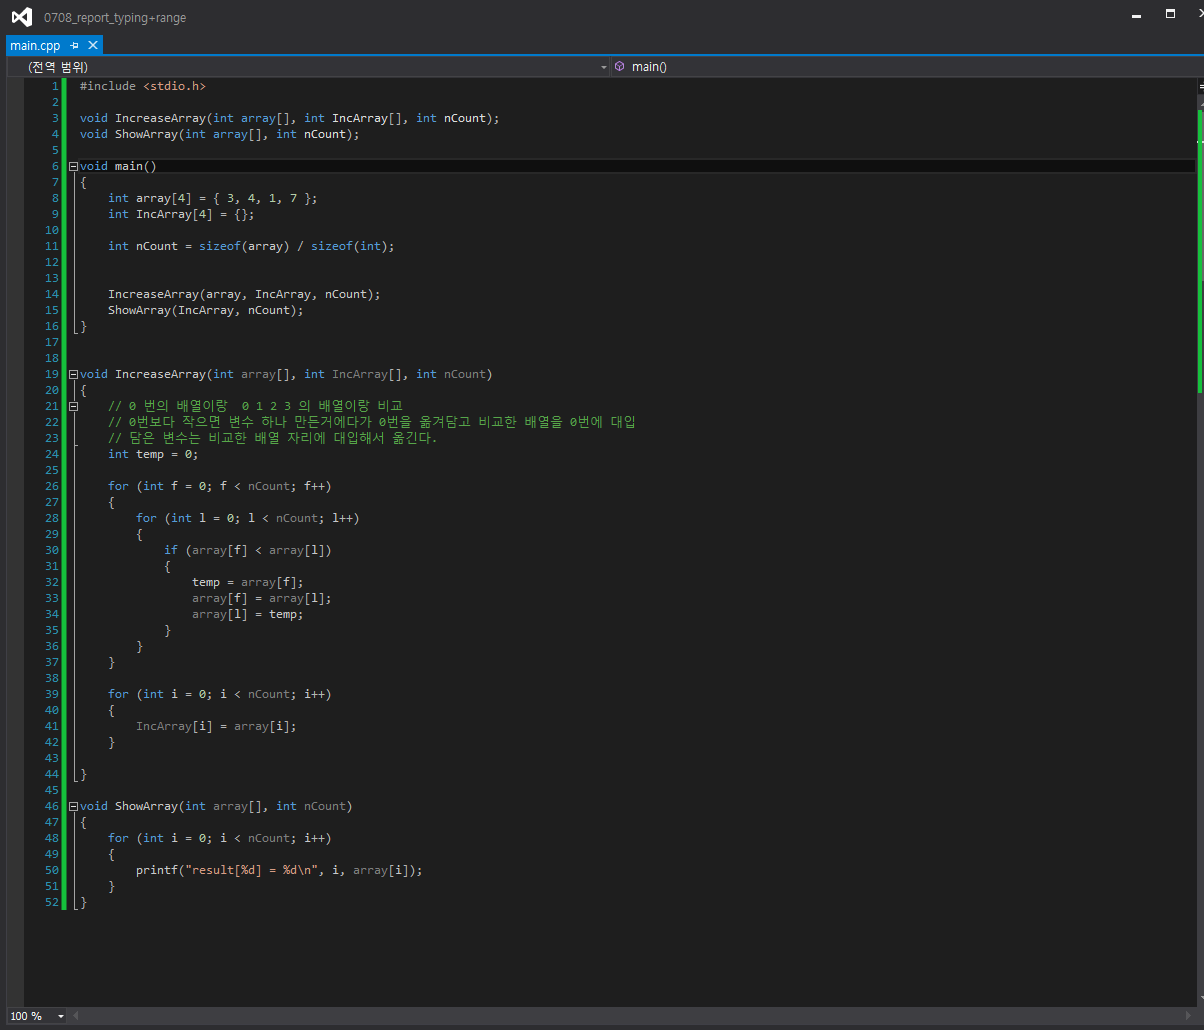 0708_report_typing+range
main.cpp
(전역 범위) main()
1 #include <stdio.h>
2
3 void IncreaseArray(int array[], int IncArray[], int nCount);
4 void ShowArray(int array[], int nCount);
5
6 void main()
7 {
8 int array[4] = { 3, 4, 1, 7 };
9 int IncArray[4] = {};
10
11 int nCount = sizeof(array) / sizeof(int);
12
13
14 IncreaseArray(array, IncArray, nCount);
15 ShowArray(IncArray, nCount);
16 }
17
18
19 void IncreaseArray(int array[], int IncArray[], int nCount)
20 {
21 // 0 번의 배열이랑  0 1 2 3 의 배열이랑 비교
22 // 0번보다 작으면 변수 하나 만든거에다가 0번을 옮겨담고 비교한 배열을 0번에 대입
23 // 담은 변수는 비교한 배열 자리에 대입해서 옮긴다.
24 int temp = 0;
25
26 for (int f = 0; f < nCount; f++)
27 {
28 for (int l = 0; l < nCount; l++)
29 {
30 if (array[f] < array[l])
31 {
32 temp = array[f];
33 array[f] = array[l];
34 array[l] = temp;
35 }
36 }
37 }
38
39 for (int i = 0; i < nCount; i++)
40 {
41 IncArray[i] = array[i];
42 }
43
44 }
45
46 void ShowArray(int array[], int nCount)
47 {
48 for (int i = 0; i < nCount; i++)
49 {
50 printf("result[%d] = %d\n", i, array[i]);
51 }
52 }
100 %